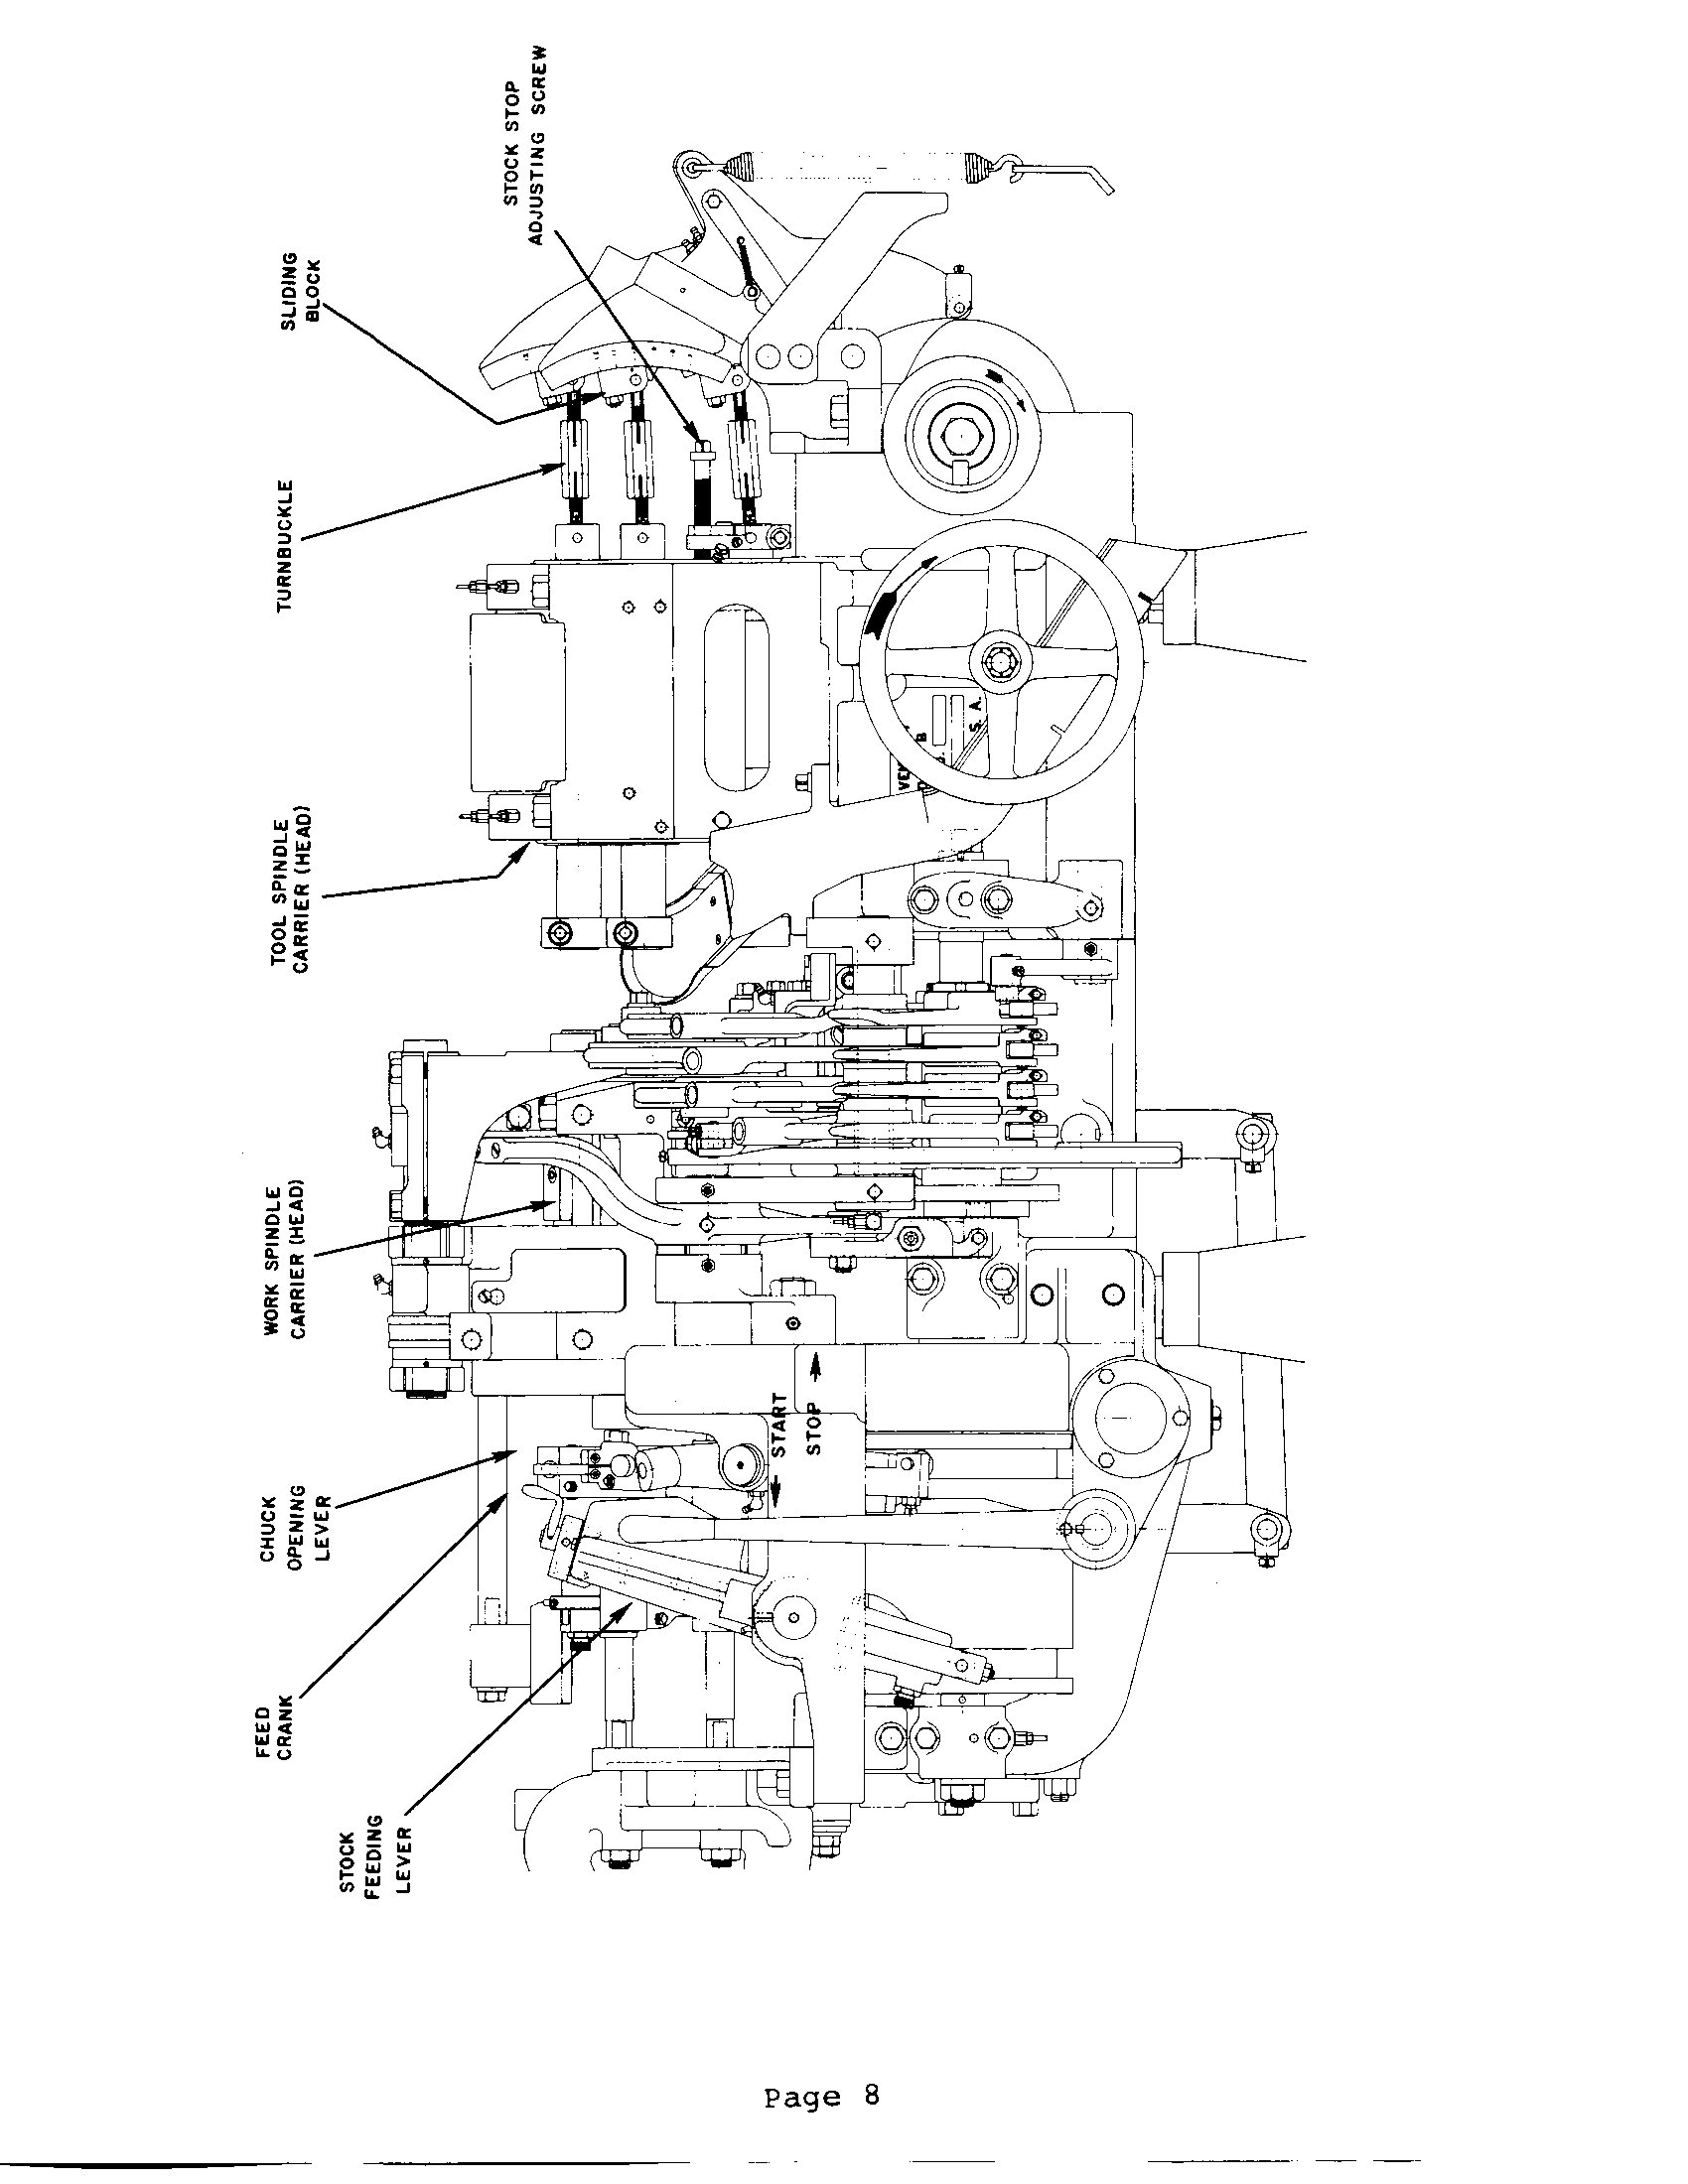 STOCK
FEEDING
LEVER
FEED
CRANK
CHUCK
OPENING
LEVER
WORK SPINDLE
CARRIER (HEAD)
TOOL SPINDLE
CARRIER (HEAD)
TURNBUCKLE
SLIDING
BLOCK
STOCK STOP
ADJUSTING SCREW
START
STOP
VEN
B
S. A.
Page 8